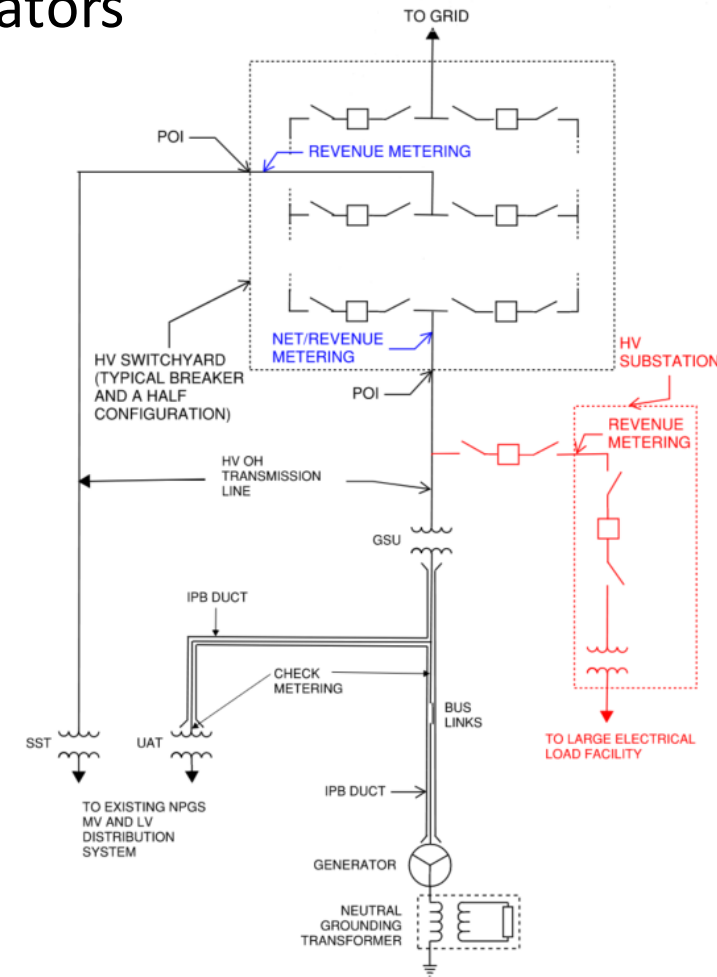 ators
TO GRID
POI
REVENUE METERING
NET/REVENUE
METERING
HV SWITCHYARD
(TYPICAL BREAKER
AND A HALF
CONFIGURATION)
POI
HV
SUBSTATION
REVENUE
METERING
HV OH
TRANSMISSION
LINE
GSU
IPB DUCT
CHECK
METERING
BUS
LINKS
SST
UAT
TO LARGE ELECTRICAL
LOAD FACILITY
IPB DUCT
TO EXISTING NPGS
MV AND LV
DISTRIBUTION
SYSTEM
GENERATOR
NEUTRAL
GROUNDING
TRANSFORMER